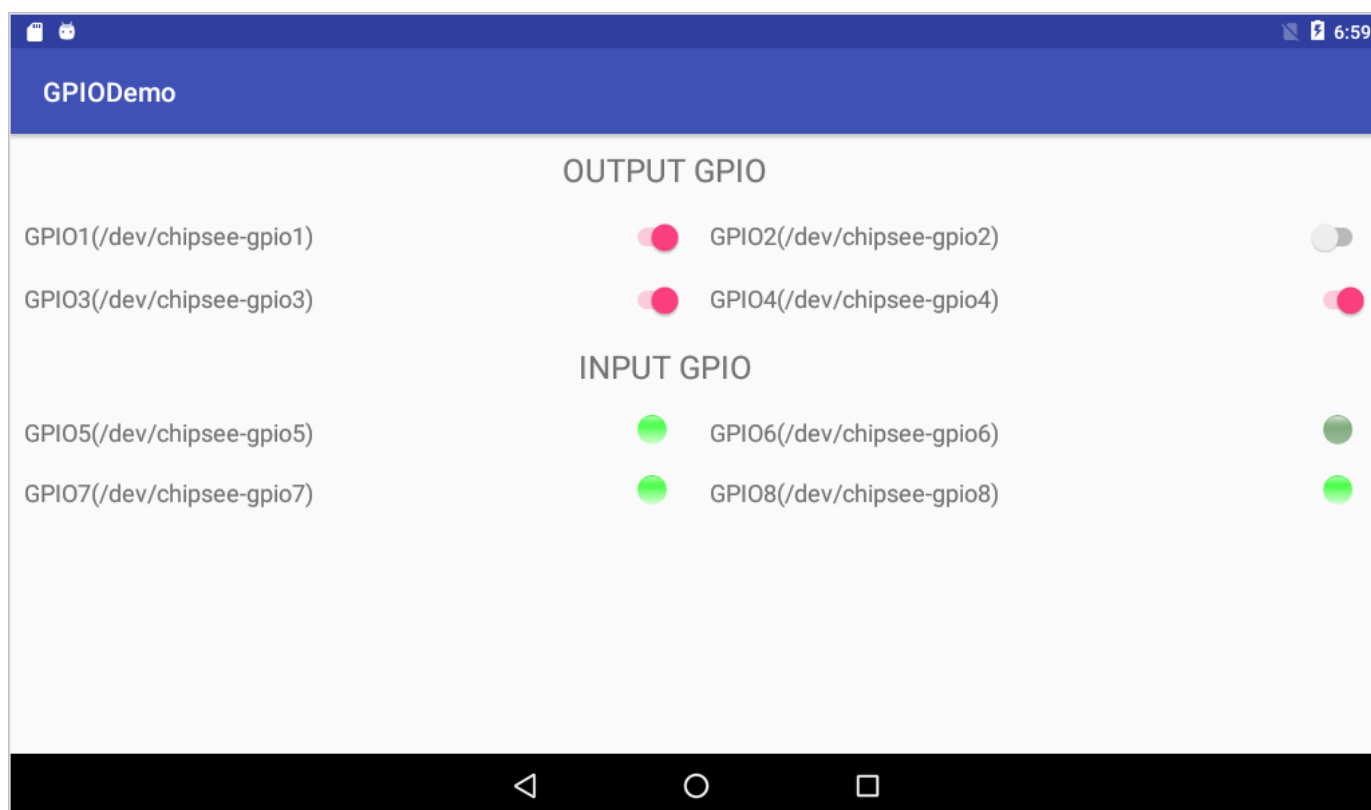 6:59
GPIODemo
OUTPUT GPIO
GPIO1(/dev/chipsee-gpio1) GPIO2(/dev/chipsee-gpio2)
GPIO3(/dev/chipsee-gpio3) GPIO4(/dev/chipsee-gpio4)
INPUT GPIO
GPIO5(/dev/chipsee-gpio5) GPIO6(/dev/chipsee-gpio6)
GPIO7(/dev/chipsee-gpio7) GPIO8(/dev/chipsee-gpio8)